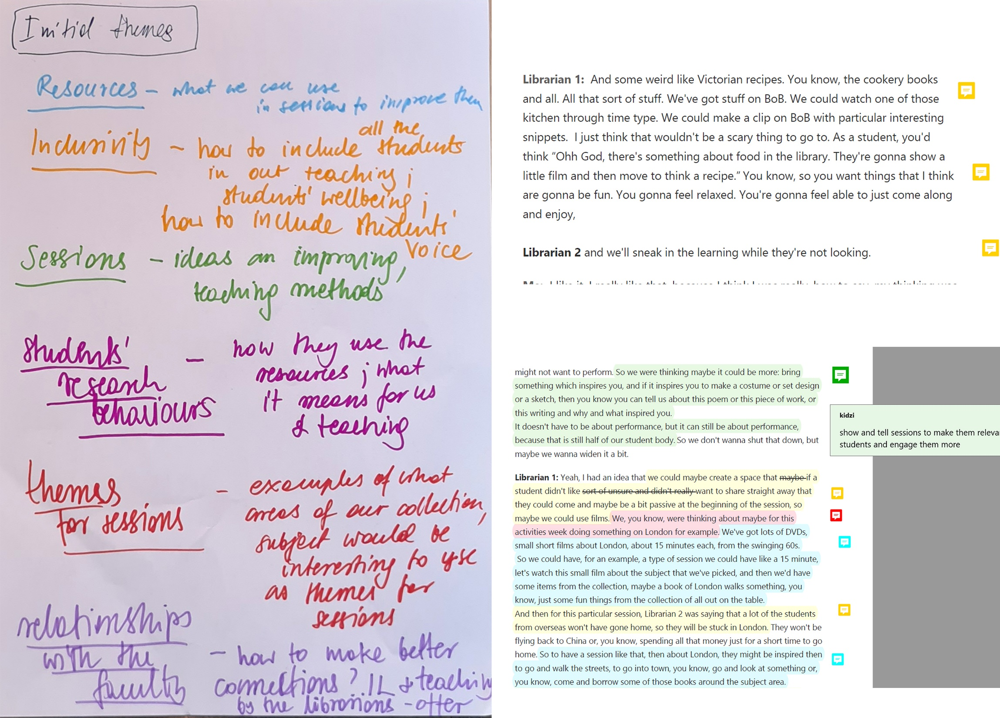 Initial themes
Resources – what we can use
in sessions to improve them
Inclusivity ~ how to include all the students
in out teaching ;
students' wellbeing ;
how to include students'
voice
Sessions – ideas an improving,
teaching methods
students' – how they use the
research resources ; what
behaviours it means for us
& teaching
themes – examples of what
for sessions areas of our collection,
subject would be
interesting to use
as themes for
sessions
relationships
with the – how to make better
faculty connections? IL & teaching
by the librarians - offer
Librarian 1: And some weird like Victorian recipes. You know, the cookery books
and all. All that sort of stuff. We've got stuff on BoB. We could watch one of those
kitchen through time type. We could make a clip on BoB with particular interesting
snippets. I just think that wouldn't be a scary thing to go to. As a student, you'd
think “Ohh God, there's something about food in the library. They're gonna show a
little film and then move to think a recipe.” You know, so you want things that I think
are gonna be fun. You gonna feel relaxed. You're gonna feel able to just come along
and enjoy,
Librarian 2 and we'll sneak in the learning while they're not looking.
might not want to perform. So we were thinking maybe it could be more: bring
something which inspires you, and if it inspires you to make a costume or set design
or a sketch, then you know you can tell us about this poem or this piece of work, or
this writing and why and what inspired you.
It doesn't have to be about performance, but it can still be about performance,
because that is still half of our student body. So we don't wanna shut that down, but
maybe we wanna widen it a bit.
kidzi
show and tell sessions to make them releva
students and engage them more
Librarian 1: Yeah, I had an idea that we could maybe create a space that maybe if a
student didn't like sort of unsure and didn't really want to share straight away that
they could come and maybe be a bit passive at the beginning of the session, so
maybe we could use films. We, you know, were thinking about maybe for this
activities week doing something on London for example. We've got lots of DVDs,
small short films about London, about 15 minutes each, from the swinging 60s.
So we could have, for an example, a type of session we could have like a 15 minute,
let's watch this small film about the subject that we've picked, and then we'd have
some items from the collection, maybe a book of London walks something, you
know, just some fun things from the collection of all out on the table.
And then for this particular session, Librarian 2 was saying that a lot of the students
from overseas won't have gone home, so they will be stuck in London. They won't be
flying back to China or, you know, spending all that money just for a short time to go
home. So to have a session like that, then about London, they might be inspired then
to go and walk the streets, to go into town, you know, go and look at something or,
you know, come and borrow some of those books around the subject area.